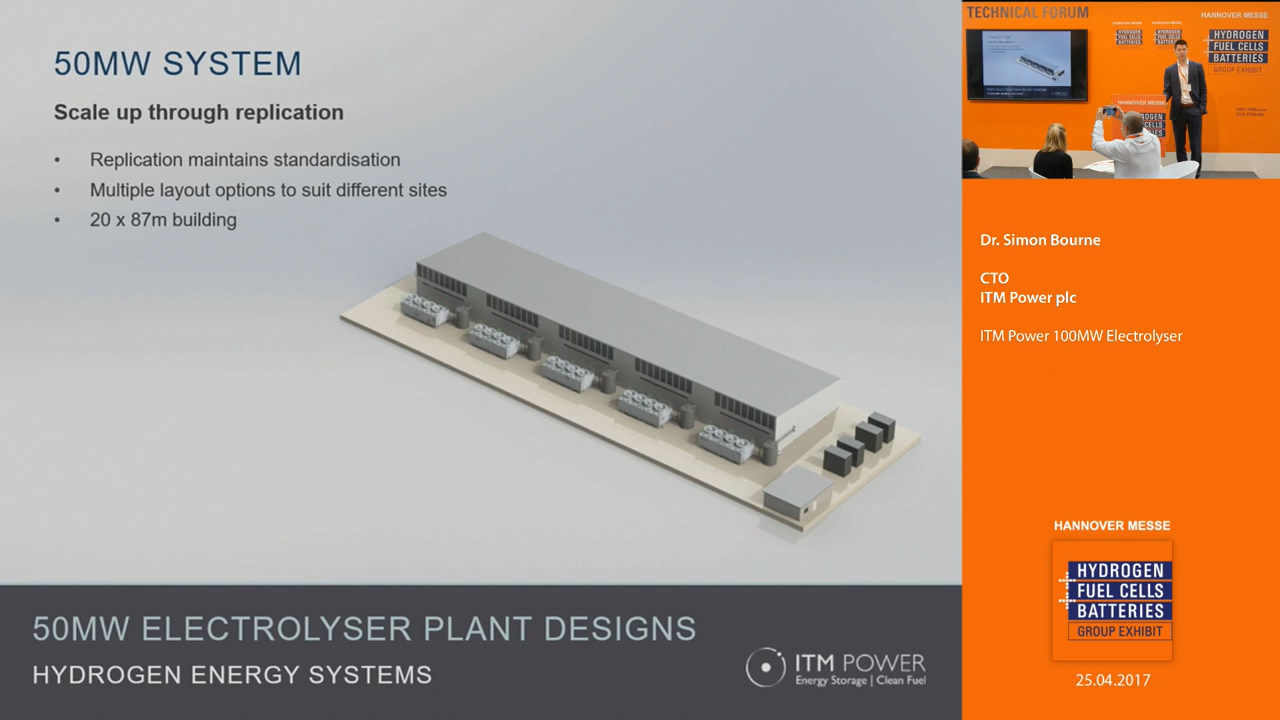 50MW SYSTEM
Scale up through replication
• Replication maintains standardisation
• Multiple layout options to suit different sites
• 20 x 87m building
50MW ELECTROLYSER PLANT DESIGNS
HYDROGEN ENERGY SYSTEMS
ITM POWER
Energy Storage | Clean Fuel
TECHNICAL FORUM
HANNOVER MESSE
HYDROGEN
FUEL CELLS
BATTERIES
GROUP EXHIBIT
HANNOVER MESSE
Dr. Simon Bourne
CTO
ITM Power plc
ITM Power 100MW Electrolyser
HANNOVER MESSE
HYDROGEN
FUEL CELLS
BATTERIES
GROUP EXHIBIT
25.04.2017